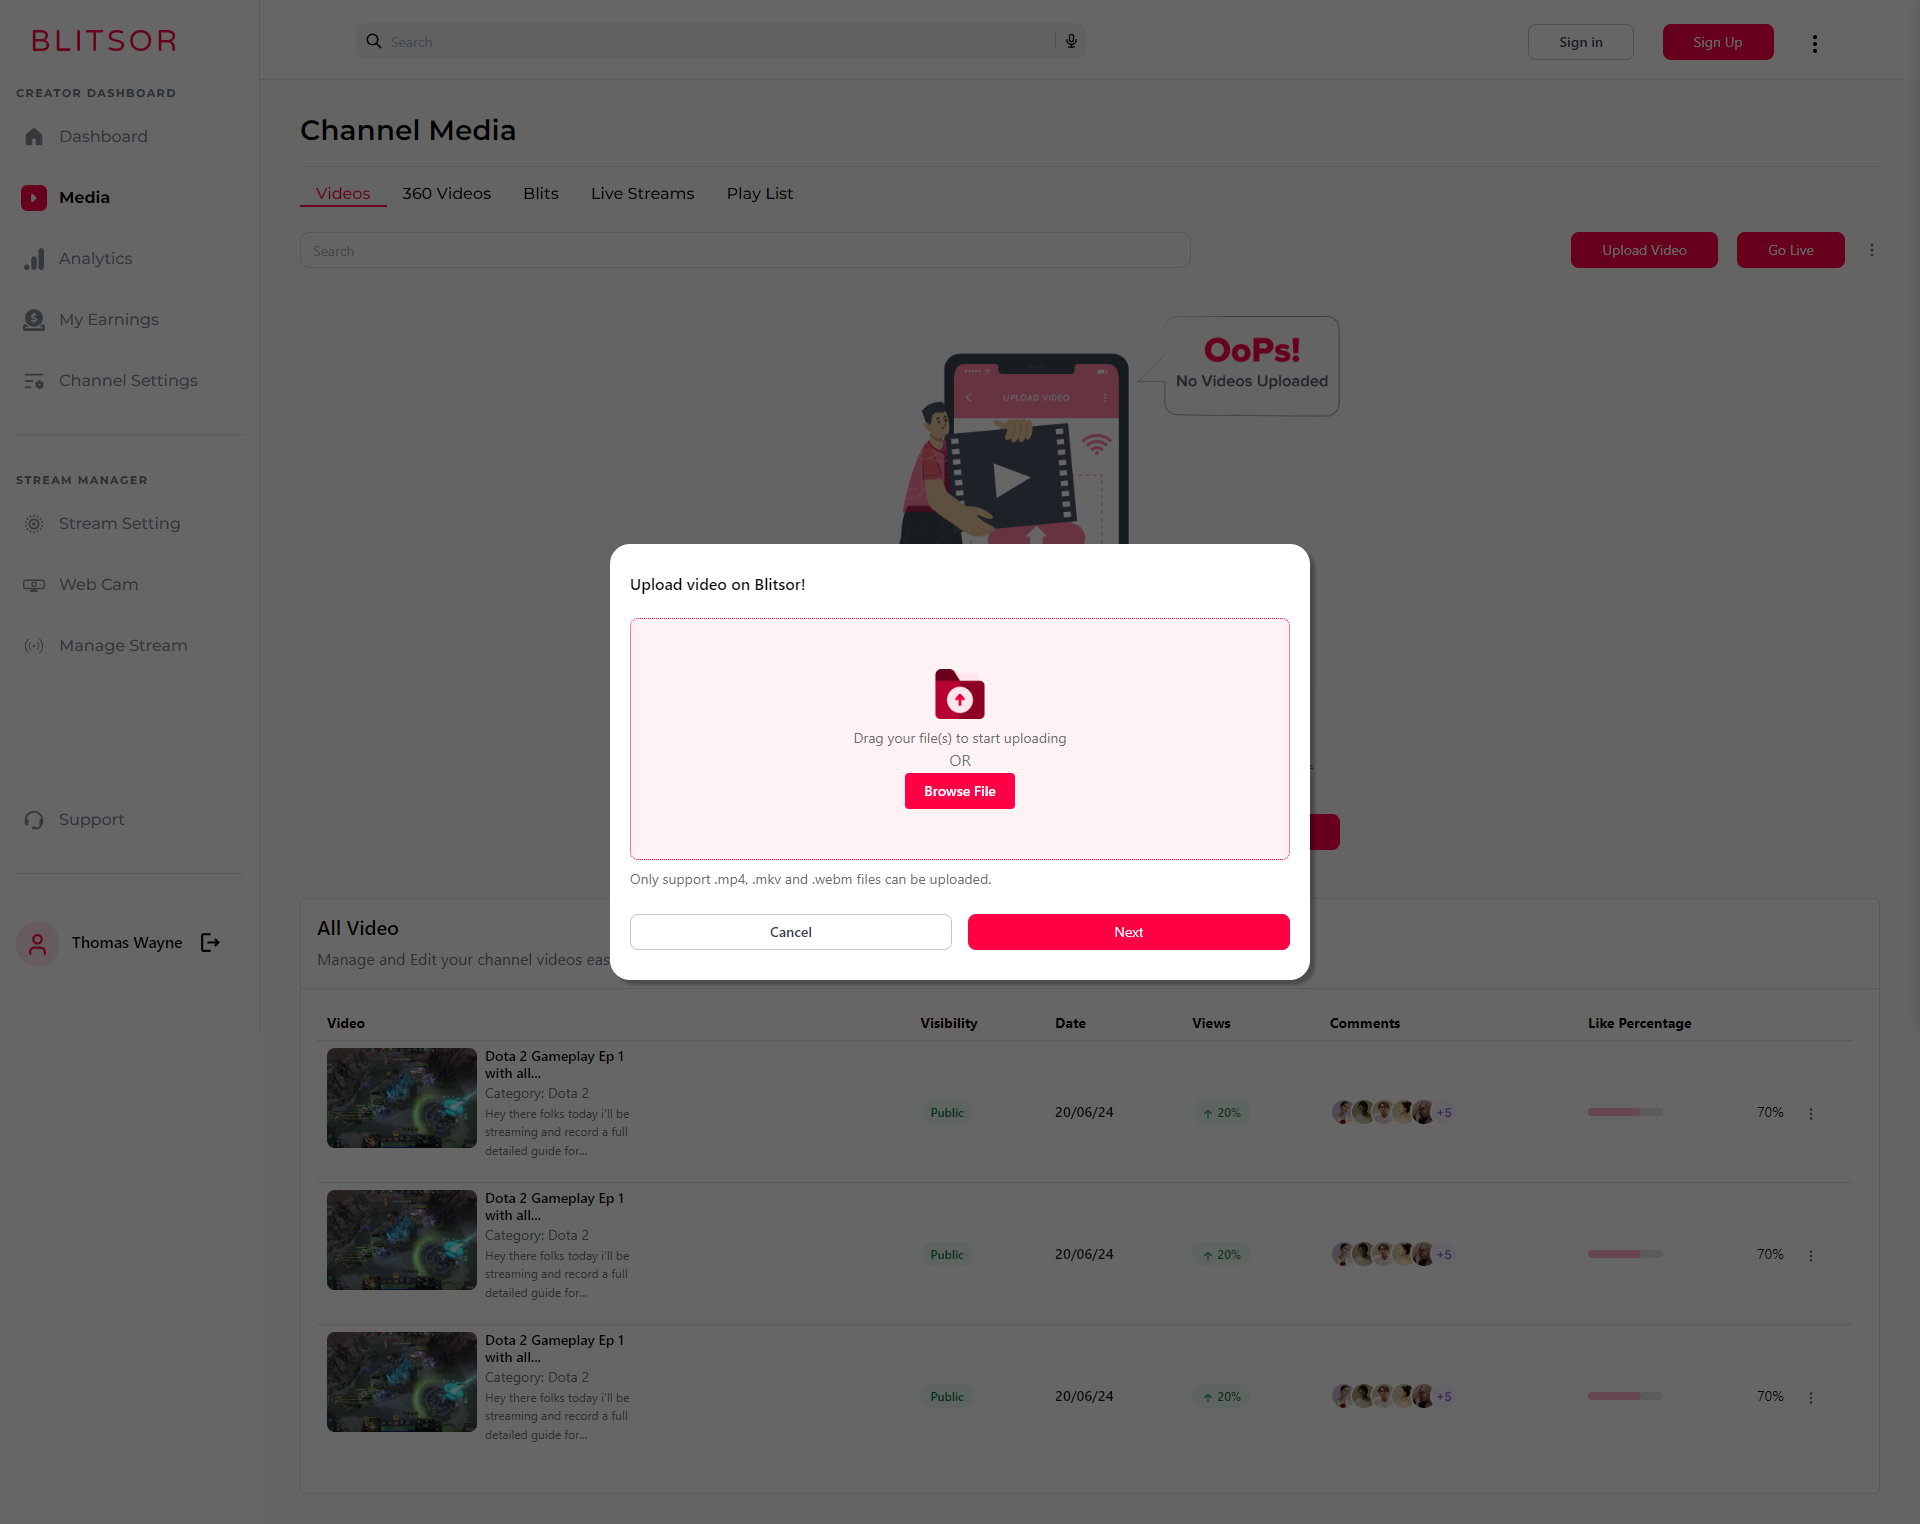 BLITSOR
Search
Sign in
Sign Up
CREATOR DASHBOARD
Dashboard
Media
Analytics
My Earnings
Channel Settings
STREAM MANAGER
Stream Setting
Web Cam
Manage Stream
Support
Thomas Wayne
Channel Media
Videos
360 Videos
Blits
Live Streams
Play List
Search
Upload Video
Go Live
OoPs!
No Videos Uploaded
UPLOAD VIDEO
Upload video on Blitsor!
Drag your file(s) to start uploading
OR
Browse File
Only support .mp4, .mkv and .webm files can be uploaded.
Cancel
Next
All Video
Manage and Edit your channel videos
Video
Visibility
Date
Views
Comments
Like Percentage
Dota 2 Gameplay Ep 1
with all...
Category: Dota 2
Hey there folks today i'll be
streaming and record a full
detailed guide for...
Public
20/06/24
20%
+5
70%
Dota 2 Gameplay Ep 1
with all...
Category: Dota 2
Hey there folks today i'll be
streaming and record a full
detailed guide for...
Public
20/06/24
20%
+5
70%
Dota 2 Gameplay Ep 1
with all...
Category: Dota 2
Hey there folks today i'll be
streaming and record a full
detailed guide for...
Public
20/06/24
20%
+5
70%